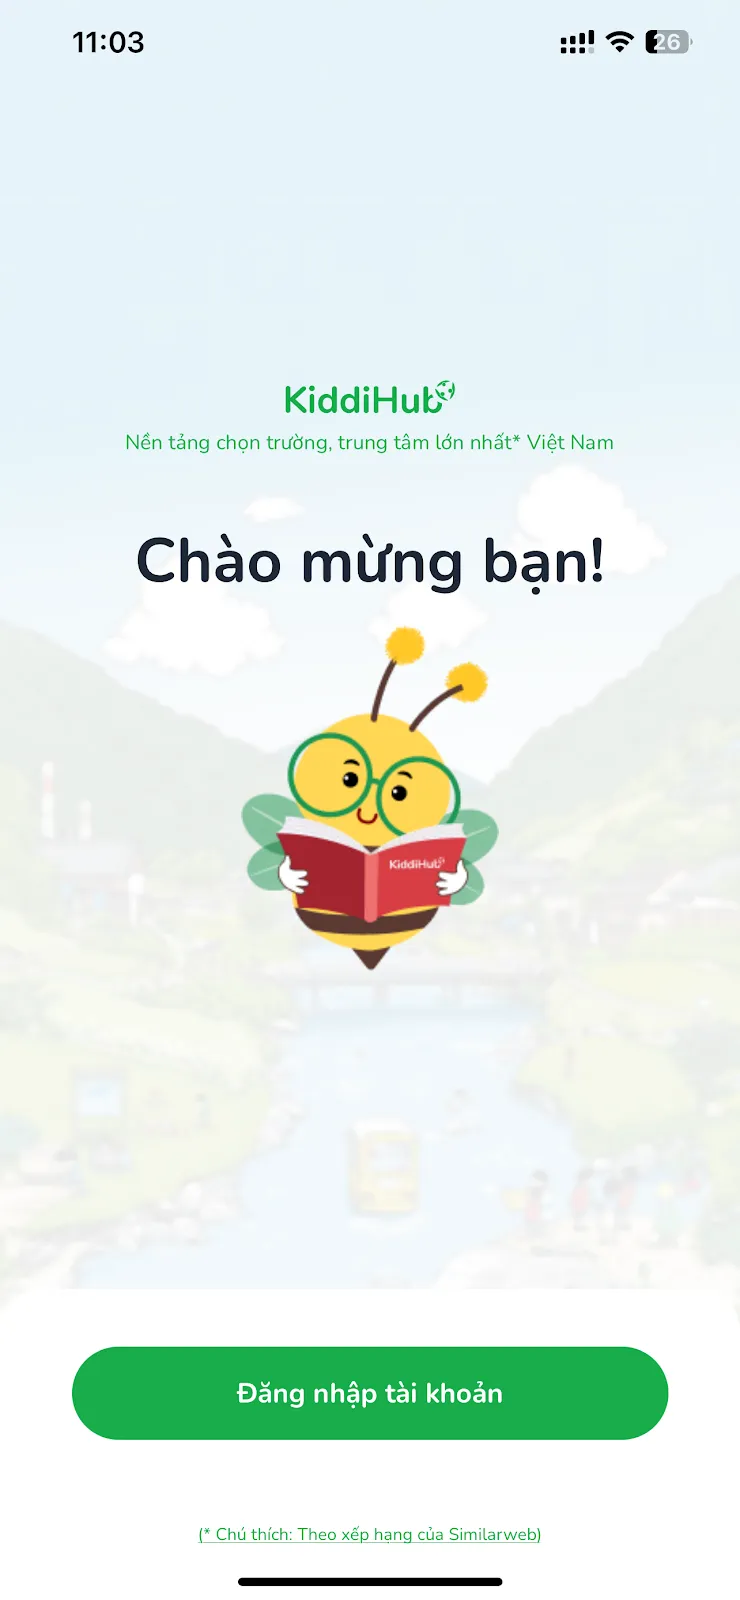 11:03
26
KiddiHub
Nền tảng chọn trường, trung tâm lớn nhất* Việt Nam
Chào mừng bạn!
KiddiHub
Đăng nhập tài khoản
(* Chú thích: Theo xếp hạng của Similarweb)